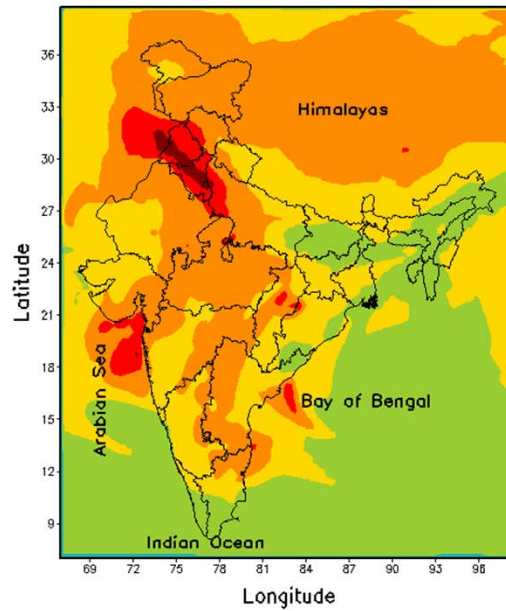 36
33
Himalayas
30
27
Latitude
24
21
18
Arabian Sea
Bay of Bengal
15
12
9
Indian Ocean
69 72 75 78 81 84 87 90 93 96
Longitude